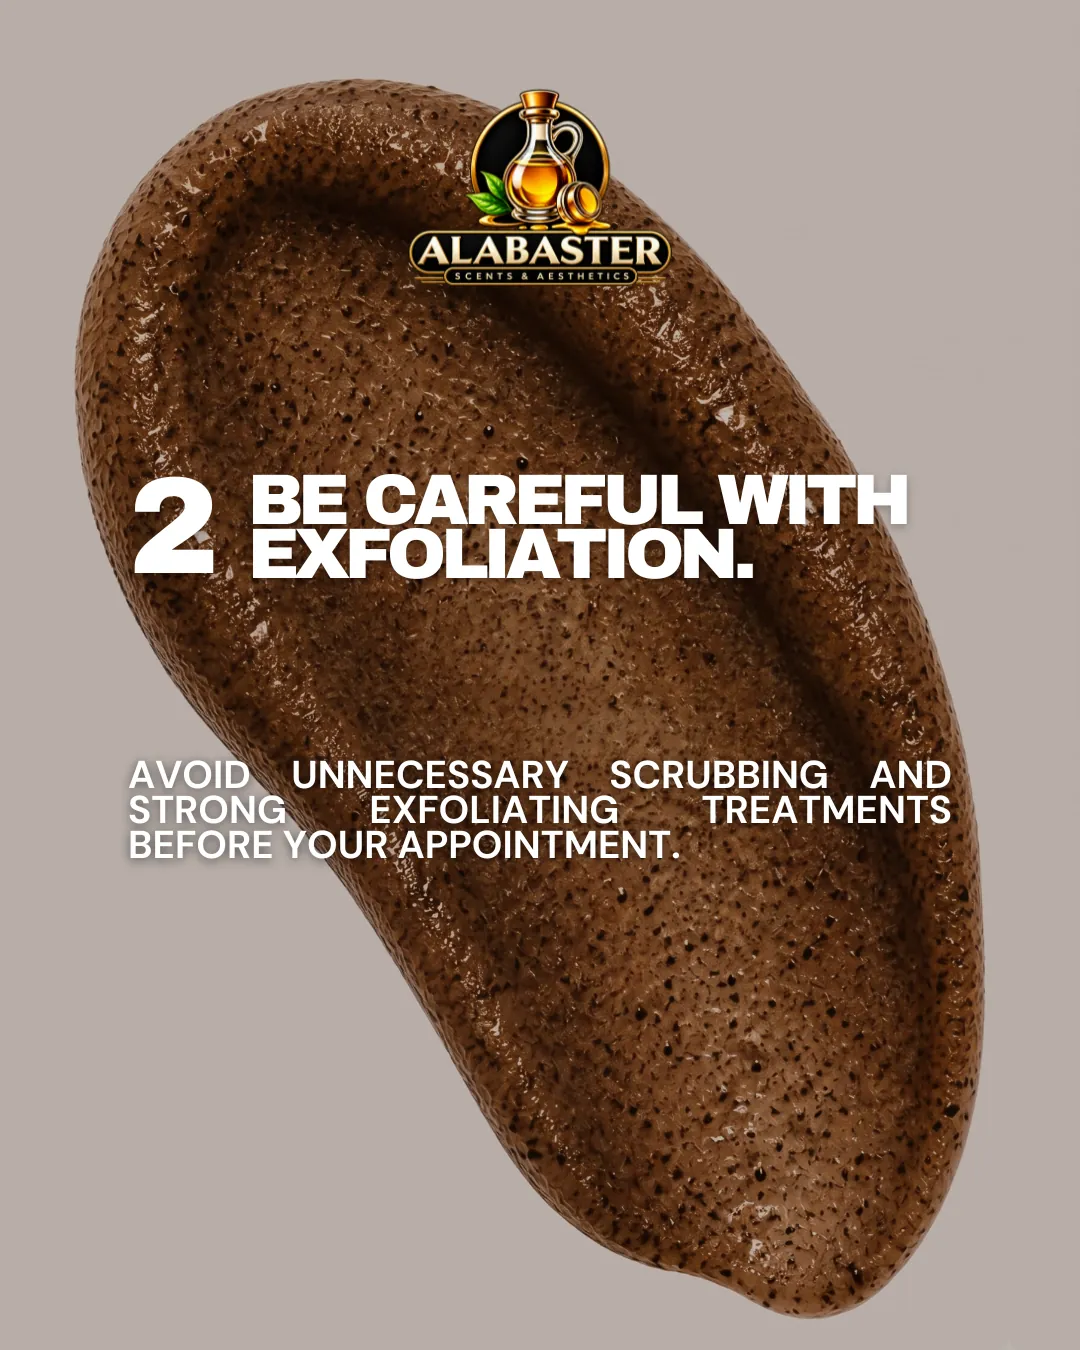 ALABASTER
SCENTS & AESTHETICS
2 BE CAREFUL WITH
EXFOLIATION.
AVOID UNNECESSARY SCRUBBING AND
STRONG EXFOLIATING TREATMENTS
BEFORE YOUR APPOINTMENT.